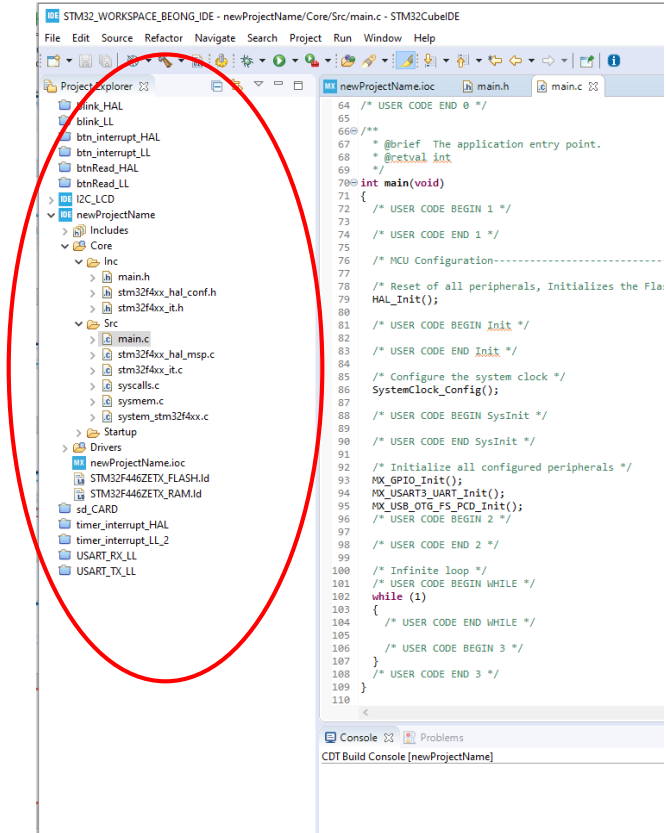 IDE STM32_WORKSPACE_BEONG_IDE - newProjectName/Core/Src/main.c - STM32CubeIDE
File Edit Source Refactor Navigate Search Project Run Window Help
Project Explorer
blink_HAL
blink_LL
btn_interrupt_HAL
btn_interrupt_LL
btnRead_HAL
btnRead_LL
IDE I2C_LCD
IDE newProjectName
Includes
Core
Inc
main.h
stm32f4xx_hal_conf.h
stm32f4xx_it.h
Src
main.c
stm32f4xx_hal_msp.c
stm32f4xx_it.c
syscalls.c
sysmem.c
system_stm32f4xx.c
Startup
Drivers
MX newProjectName.ioc
STM32F446ZETX_FLASH.ld
STM32F446ZETX_RAM.ld
sd_CARD
timer_interrupt_HAL
timer_interrupt_LL_2
USART_RX_LL
USART_TX_LL
MX newProjectName.ioc main.h main.c
64 /* USER CODE END 0 */
65
66 /**
67 * @brief The application entry point.
68 * @retval int
69 */
70 int main(void)
71 {
72 /* USER CODE BEGIN 1 */
73
74 /* USER CODE END 1 */
75
76 /* MCU Configuration--------------------------
77
78 /* Reset of all peripherals, Initializes the Flas
79 HAL_Init();
80
81 /* USER CODE BEGIN Init */
82
83 /* USER CODE END Init */
84
85 /* Configure the system clock */
86 SystemClock_Config();
87
88 /* USER CODE BEGIN SysInit */
89
90 /* USER CODE END SysInit */
91
92 /* Initialize all configured peripherals */
93 MX_GPIO_Init();
94 MX_USART3_UART_Init();
95 MX_USB_OTG_FS_PCD_Init();
96 /* USER CODE BEGIN 2 */
97
98 /* USER CODE END 2 */
99
100 /* Infinite loop */
101 /* USER CODE BEGIN WHILE */
102 while (1)
103 {
104 /* USER CODE END WHILE */
105
106 /* USER CODE BEGIN 3 */
107 }
108 /* USER CODE END 3 */
109 }
110
Console Problems
CDT Build Console [newProjectName]